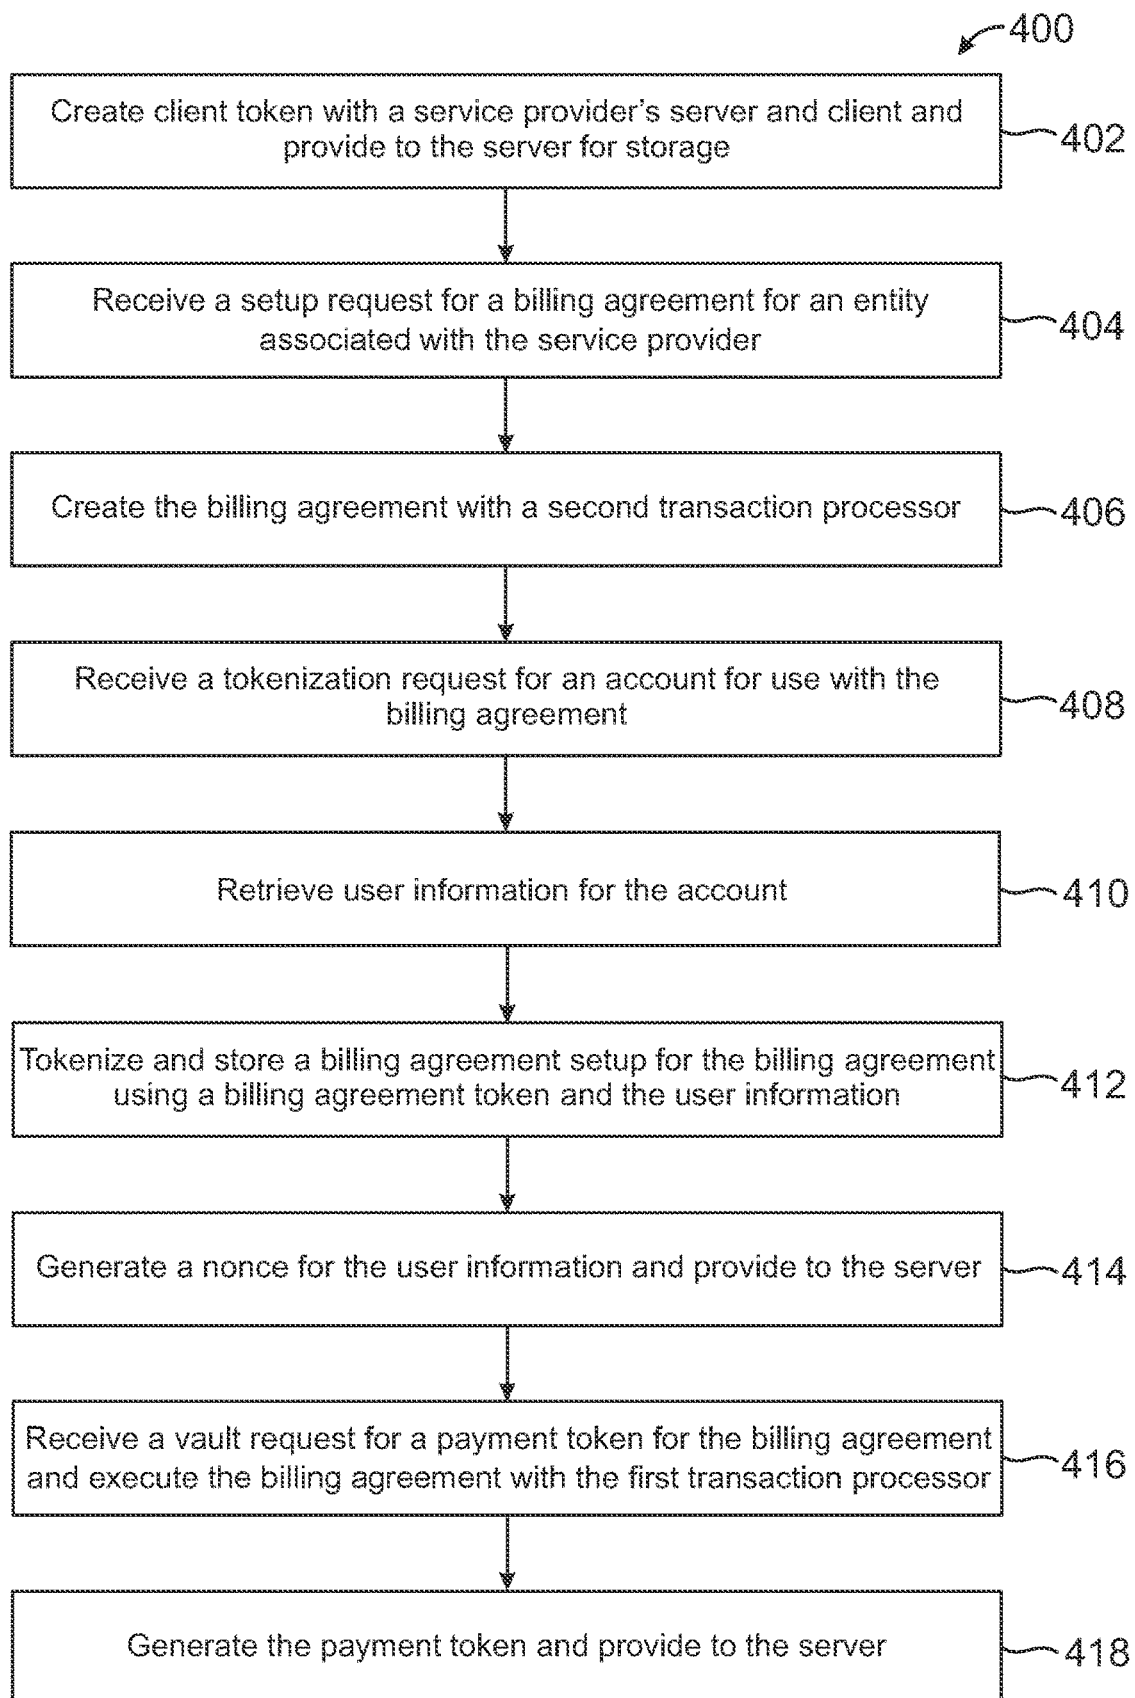 400
Create client token with a service provider's server and client and
provide to the server for storage
402
Receive a setup request for a billing agreement for an entity
associated with the service provider
404
Create the billing agreement with a second transaction processor
406
Receive a tokenization request for an account for use with the
billing agreement
408
Retrieve user information for the account
410
Tokenize and store a billing agreement setup for the billing agreement
using a billing agreement token and the user information
412
Generate a nonce for the user information and provide to the server
414
Receive a vault request for a payment token for the billing agreement
and execute the billing agreement with the first transaction processor
416
Generate the payment token and provide to the server
418